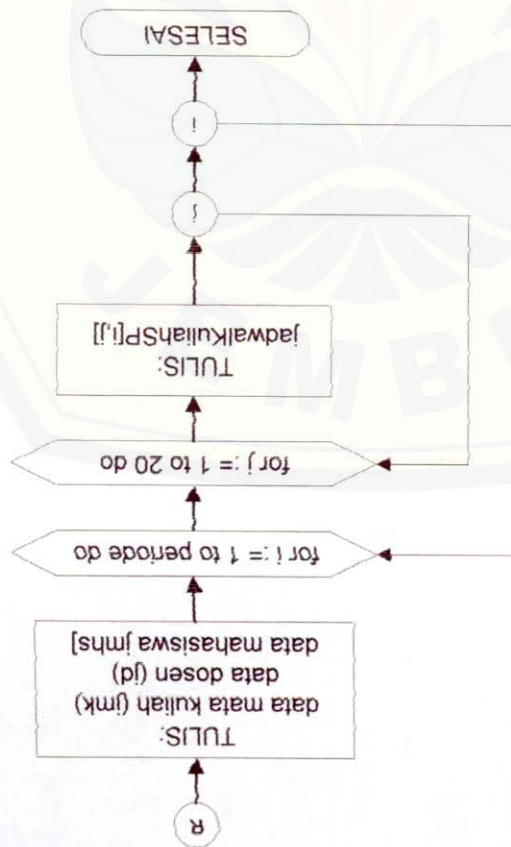 R
TULIS:
data mata kuliah (jmk)
data dosen (jd)
data mahasiswa jmhs]
for i := 1 to periode do
for j := 1 to 20 do
TULIS:
jadwalKuliahSP[i,j]
j
i
SELESAI
JEMBE